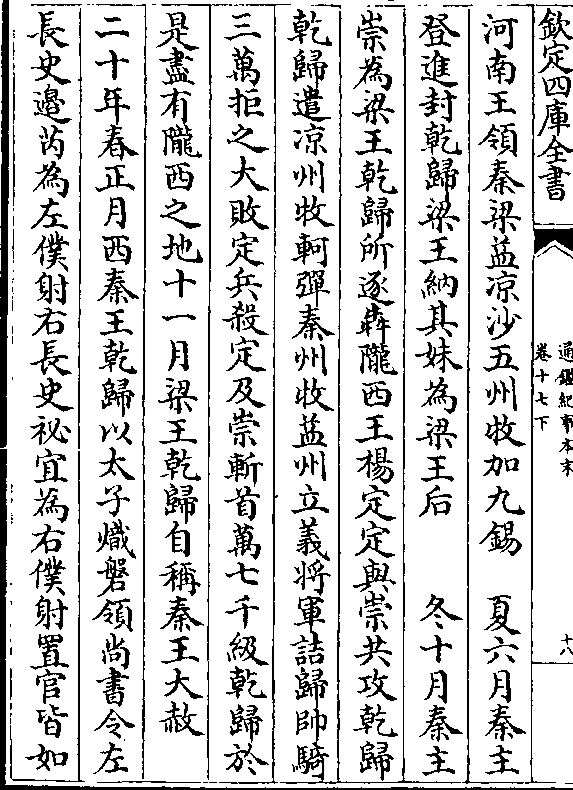 欽定四庫全書
通鑑紀事本末
卷十七下
十八
河南王領秦梁益凉沙五州牧加九錫　夏六月秦主
登進封乾歸梁王納其妹為梁王后　冬十月秦主
崇為梁王乾歸所逐犇隴西王楊定定與崇共攻乾歸
乾歸遣凉州牧軻彈秦州牧益州立義將軍詰歸帥騎
三萬拒之大敗定兵殺定及崇斬首萬七千級乾歸於
是盡有隴西之地十一月梁王乾歸自稱秦王大赦
二十年春正月西秦王乾歸以太子熾磐領尚書令左
長史邊芮為左僕射右長史祕宜為右僕射置官皆如